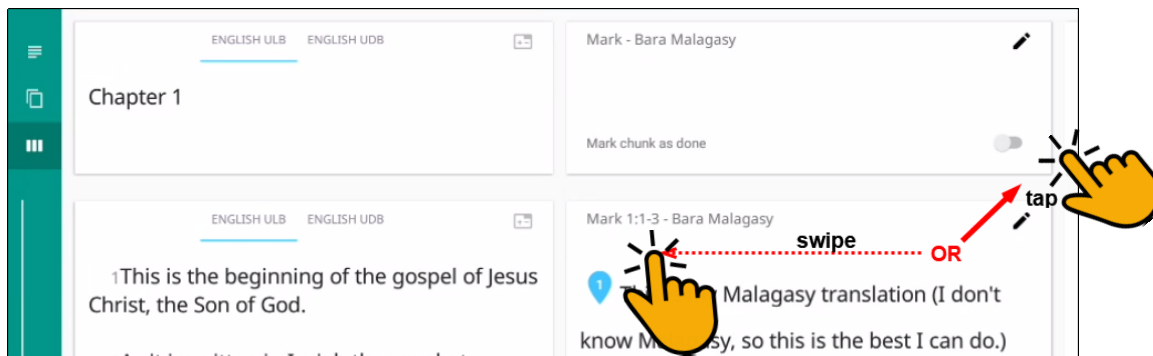 ENGLISH ULB ENGLISH UDB
Chapter 1
Mark - Bara Malagasy
Mark chunk as done
tap
ENGLISH ULB ENGLISH UDB
1This is the beginning of the gospel of Jesus
Christ, the Son of God.
Mark 1:1-3 - Bara Malagasy
swipe
OR
1
Malagasy translation (I don't
know so this is the best I can do.)